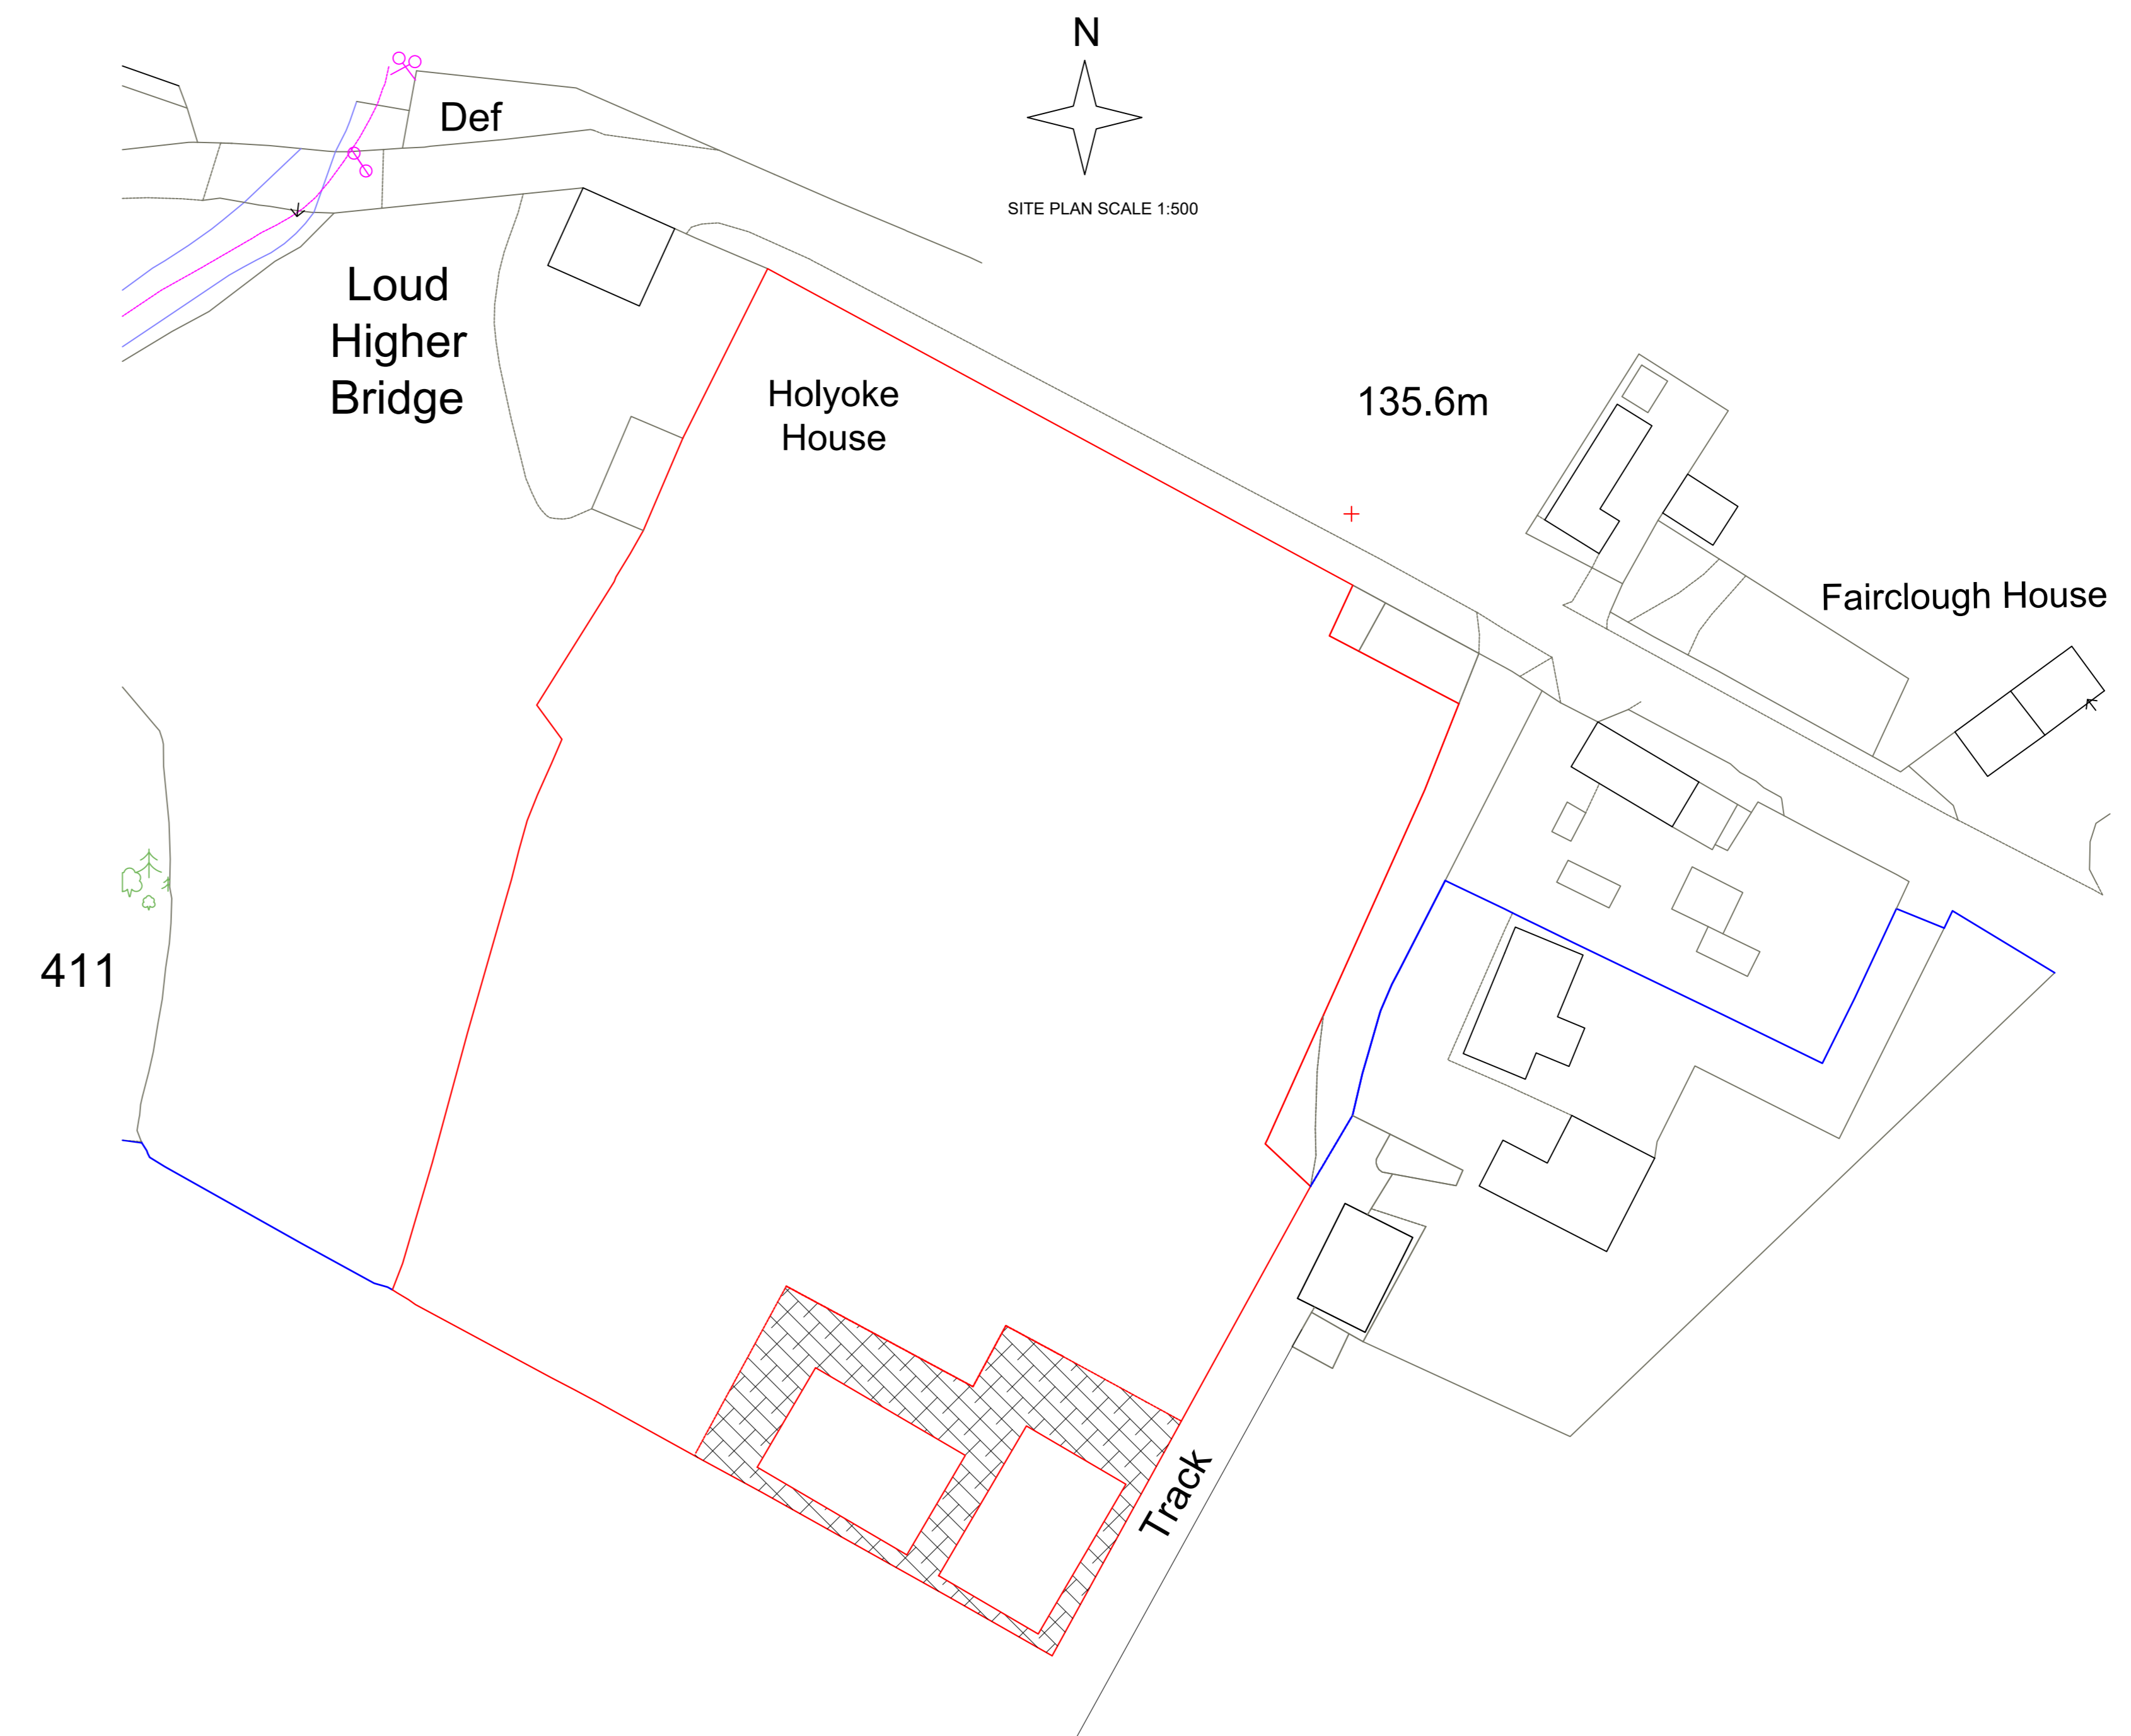 N
Def
SITE PLAN SCALE 1:500
Loud
Higher
Bridge
Holyoke
House
135.6m
Fairclough House
411
Track